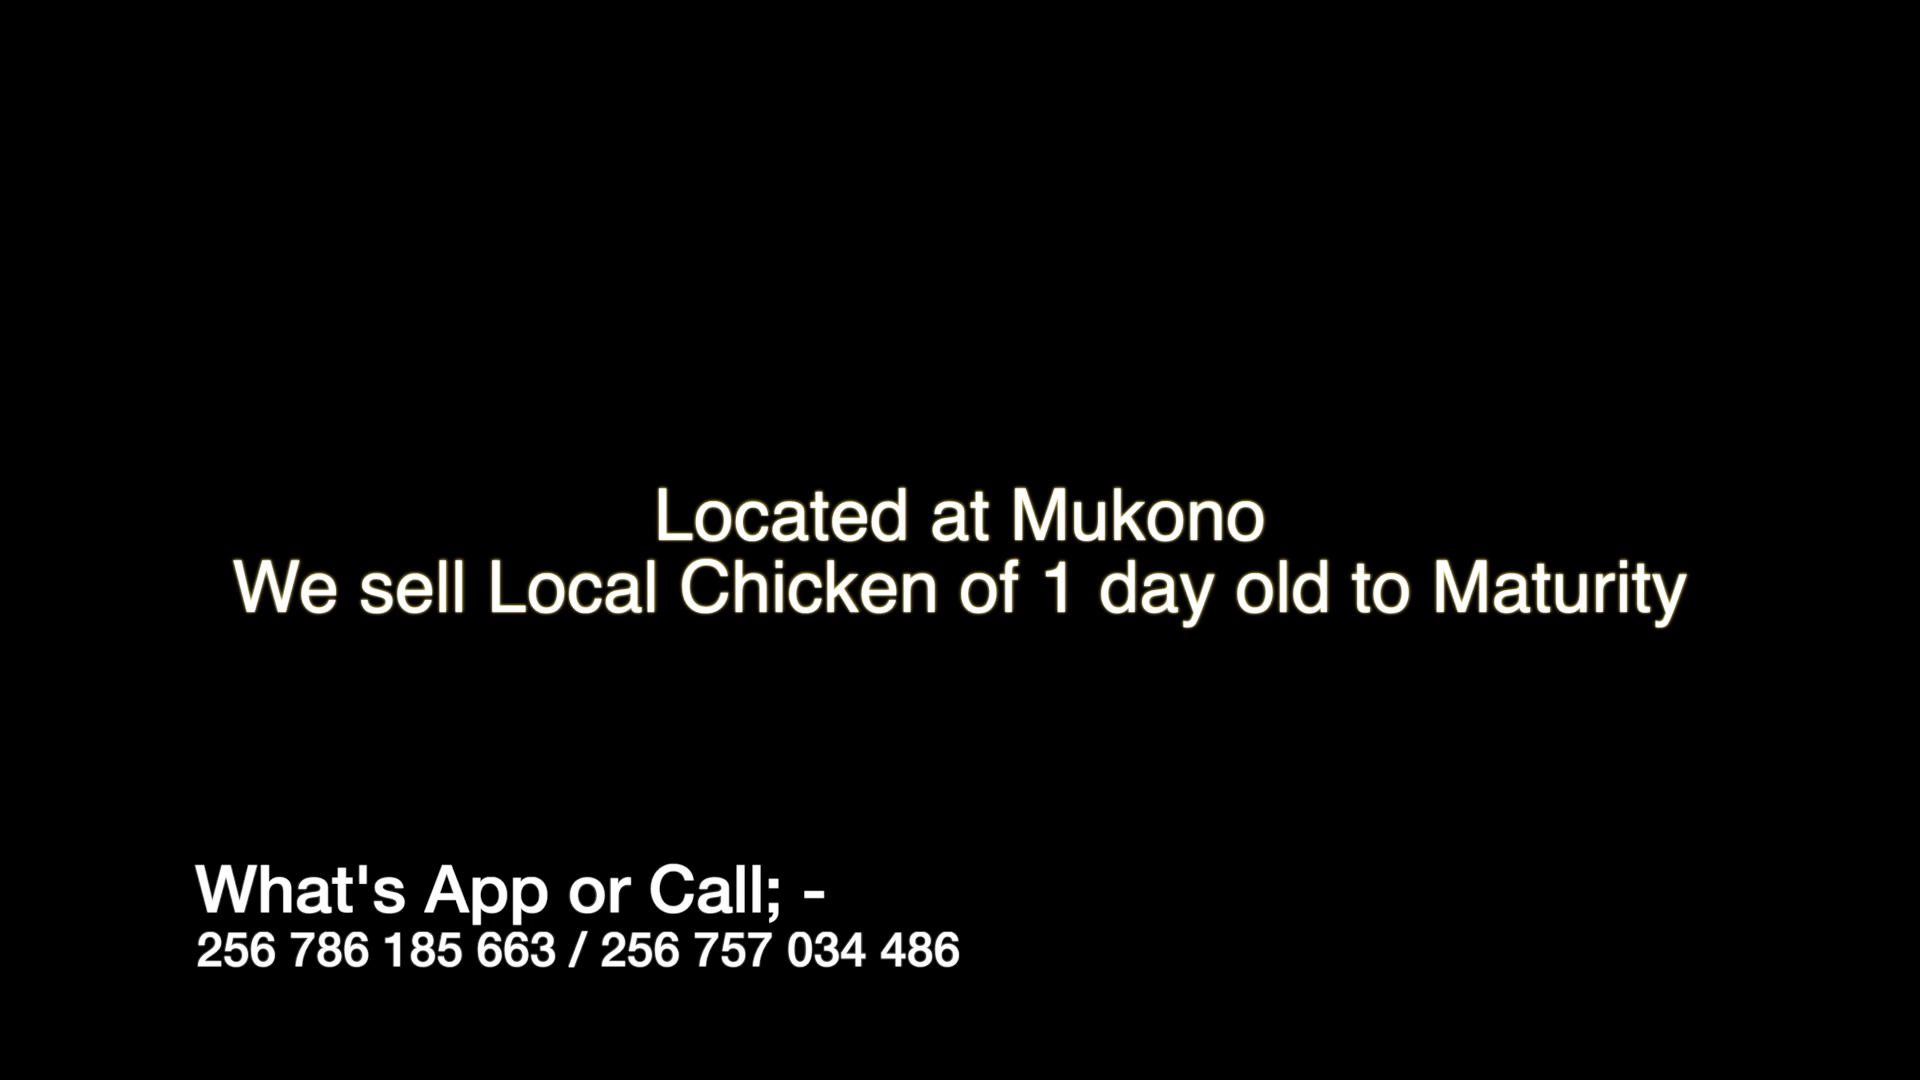 Located at Mukono
We sell Local Chicken of 1 day old to Maturity
What's App or Call; -
256 786 185 663 / 256 757 034 486